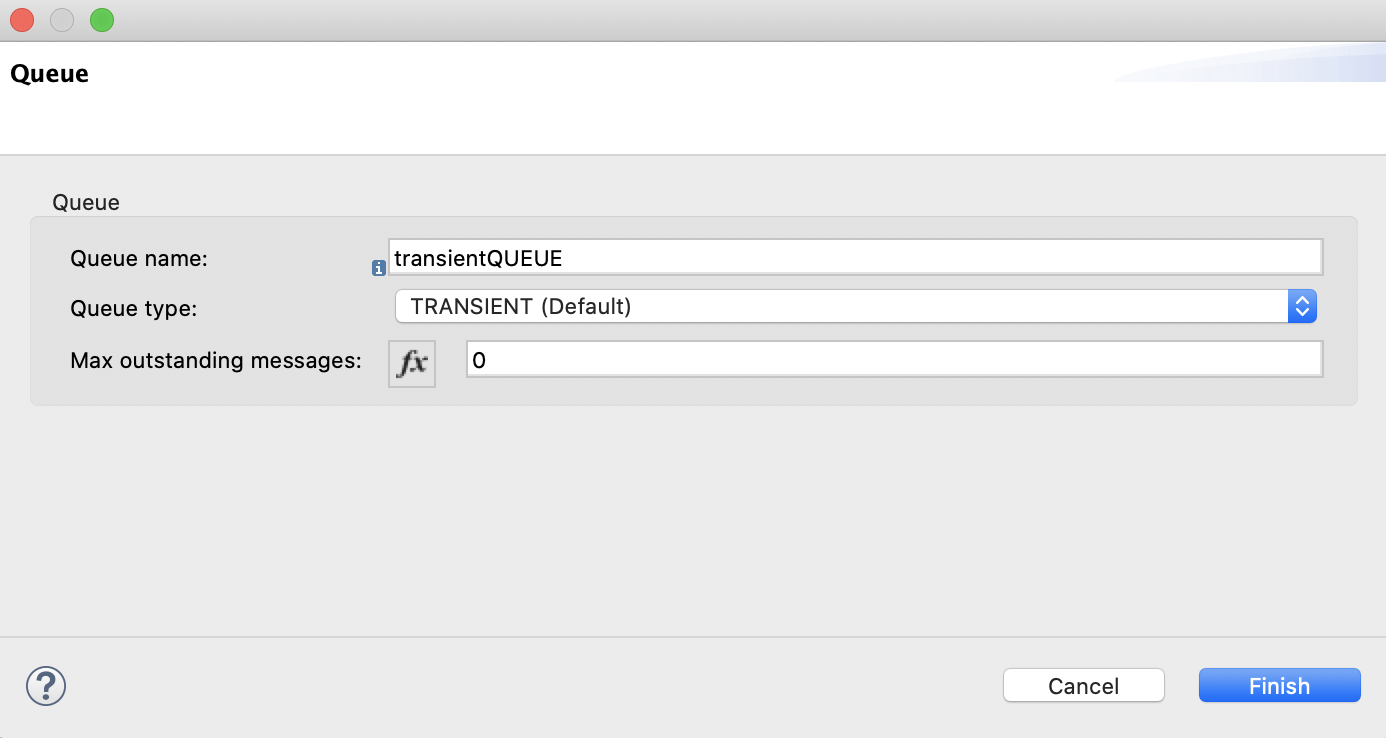 Queue
Queue
Queue name:
i
transientQUEUE
Queue type:
TRANSIENT (Default)
Max outstanding messages:
fx
0
?
Cancel
Finish